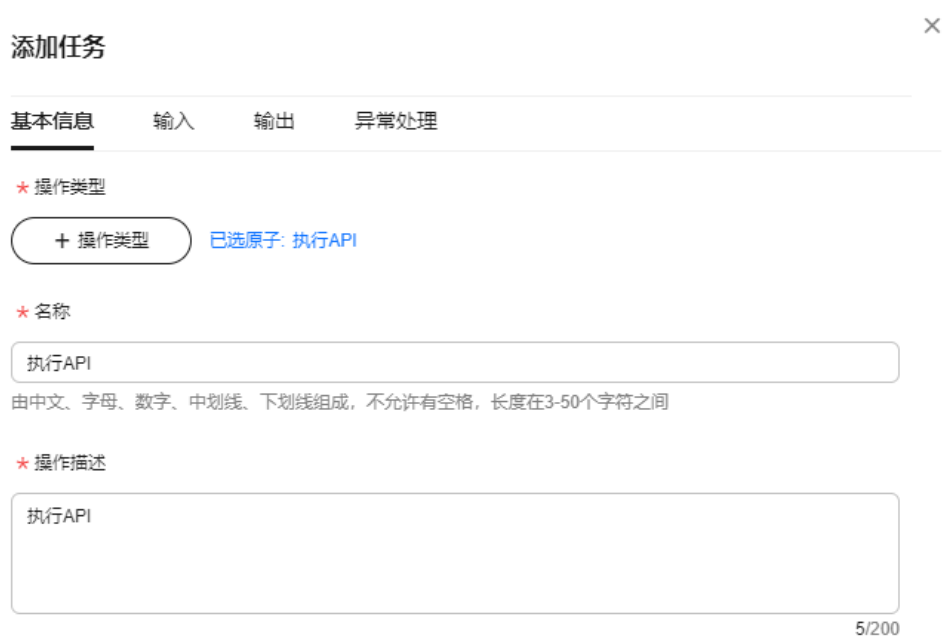 添加任务
基本信息 输入 输出 异常处理
* 操作类型
+ 操作类型 已选原子: 执行API
* 名称
执行API
由中文、字母、数字、中划线、下划线组成，不允许有空格，长度在3-50个字符之间
* 操作描述
执行API
5/200